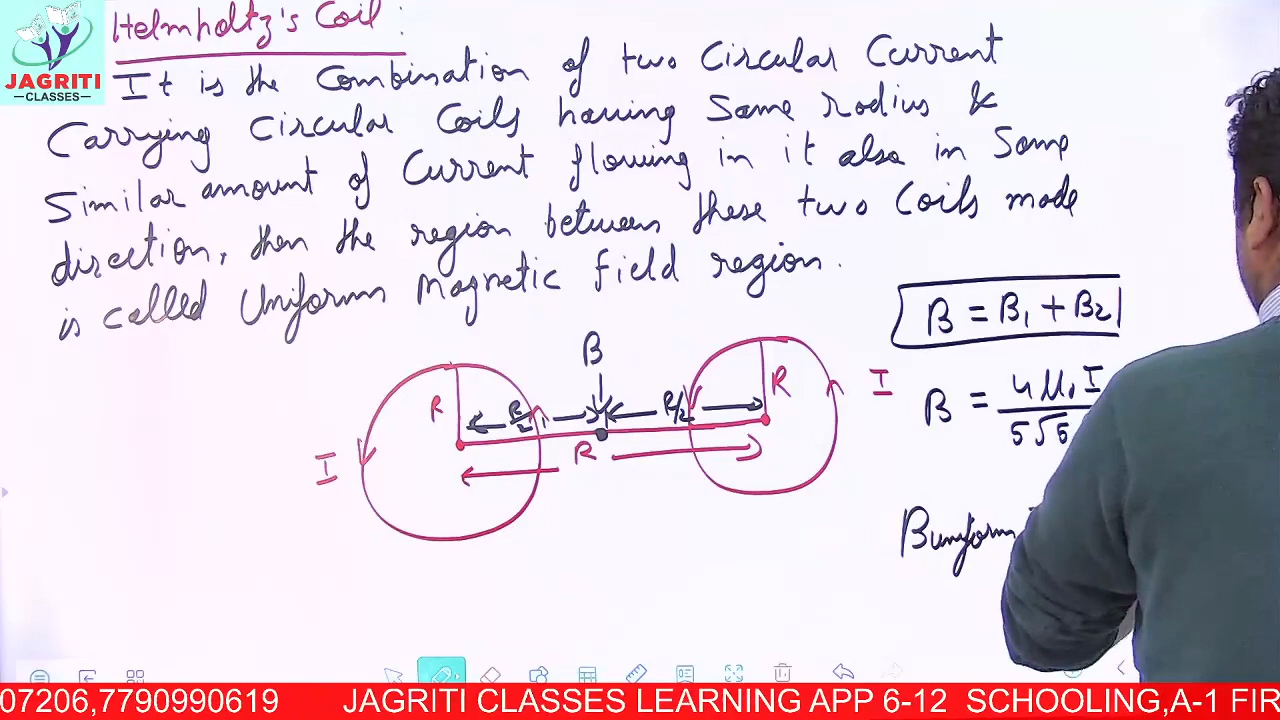 Helmholtz's Coil :
JAGRITI
CLASSES
It is the Combination of two Circular Current
Carrying Circular Coils having Same radius &
Similar amount of Current flowing in it also in Same
direction, then the region between these two Coils made
is called Uniform Magnetic field region.
B = B1 + B2
B
R
R/2
R/2
R
I
B = 4μ0I
5√5
R
I
Buniform
07206,7790990619 JAGRITI CLASSES LEARNING APP 6-12 SCHOOLING,A-1 FIR